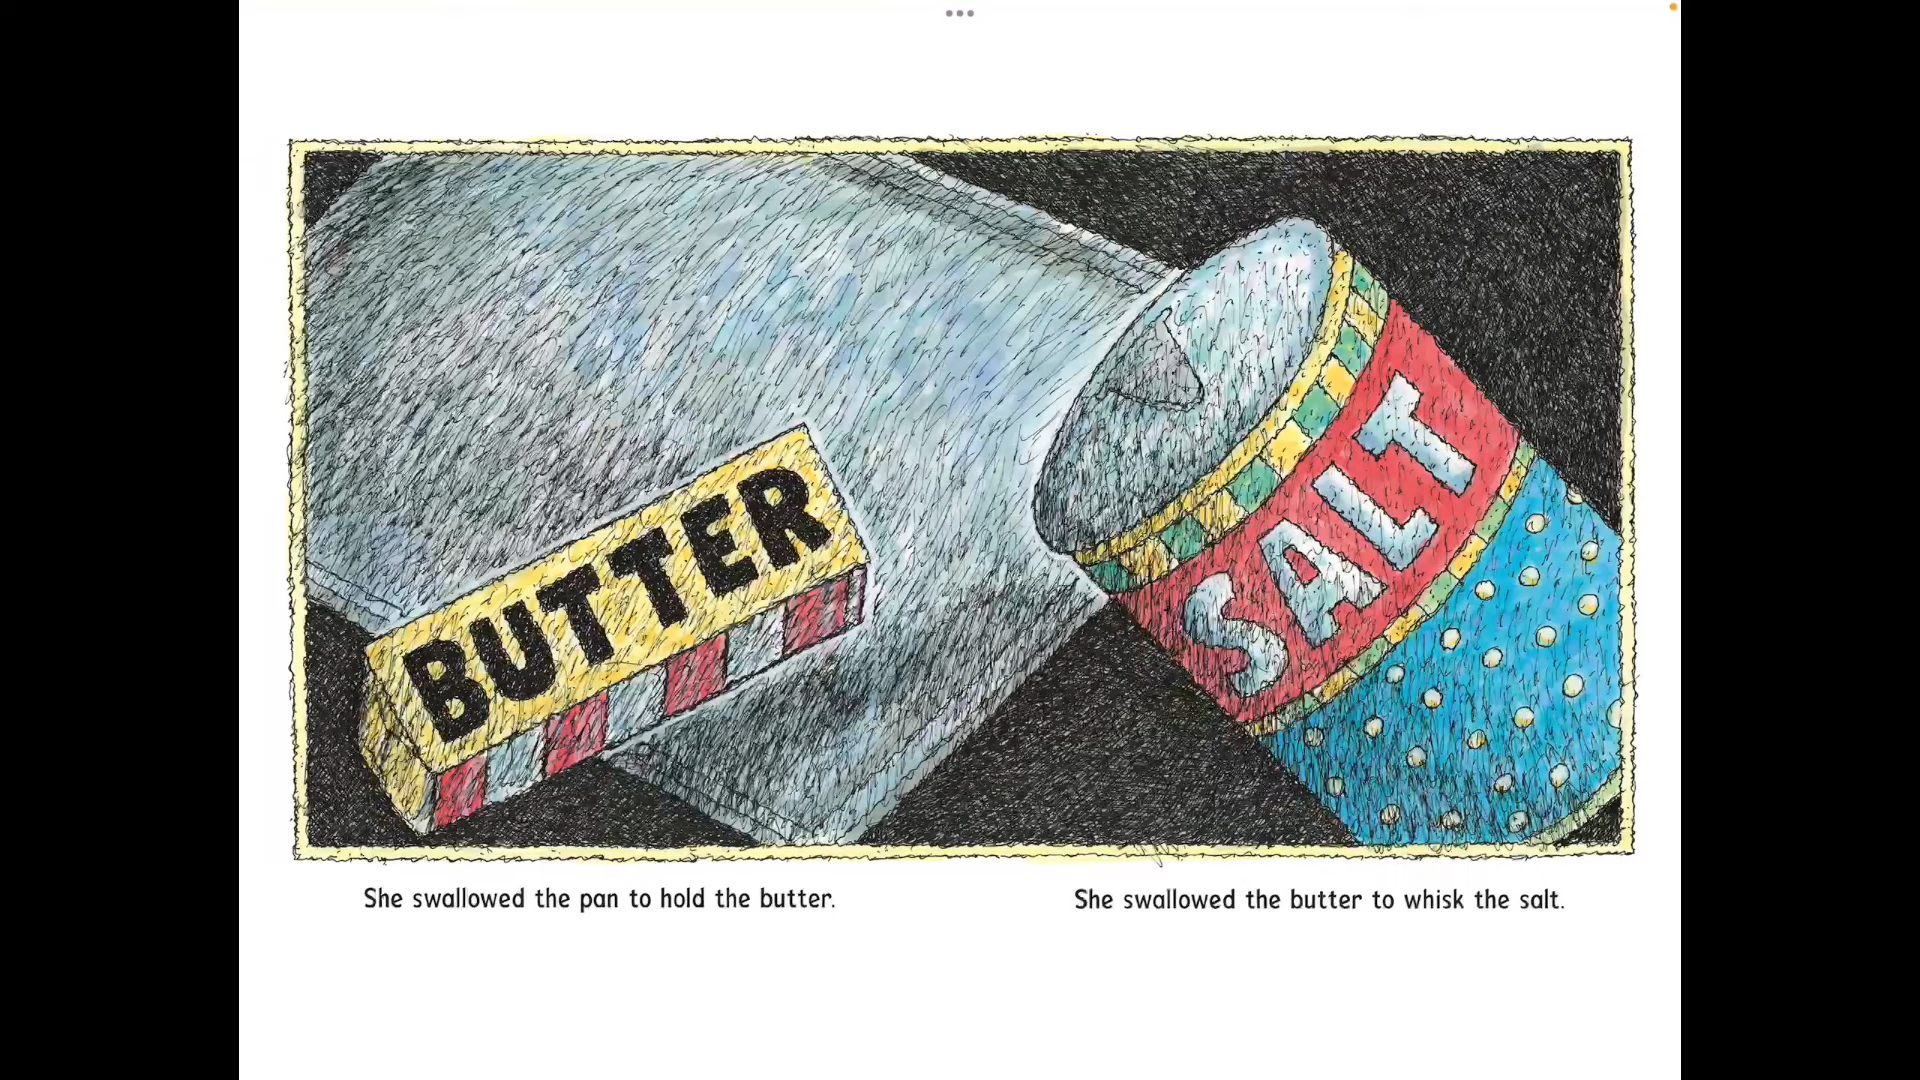 BUTTER
SALT
She swallowed the pan to hold the butter.
She swallowed the butter to whisk the salt.